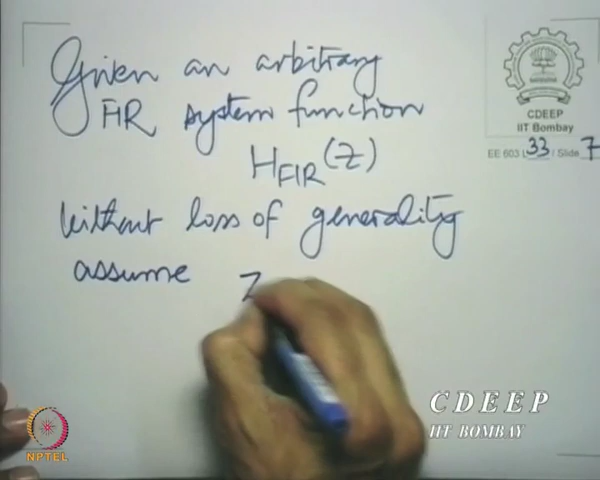 Given an arbitrary
FIR system function
H_FIR(Z)
without loss of generality
assume Z
CDEEP
IIT Bombay
EE 603 L 33 / Slide 7
CDEEP
IIT BOMBAY
NPTEL